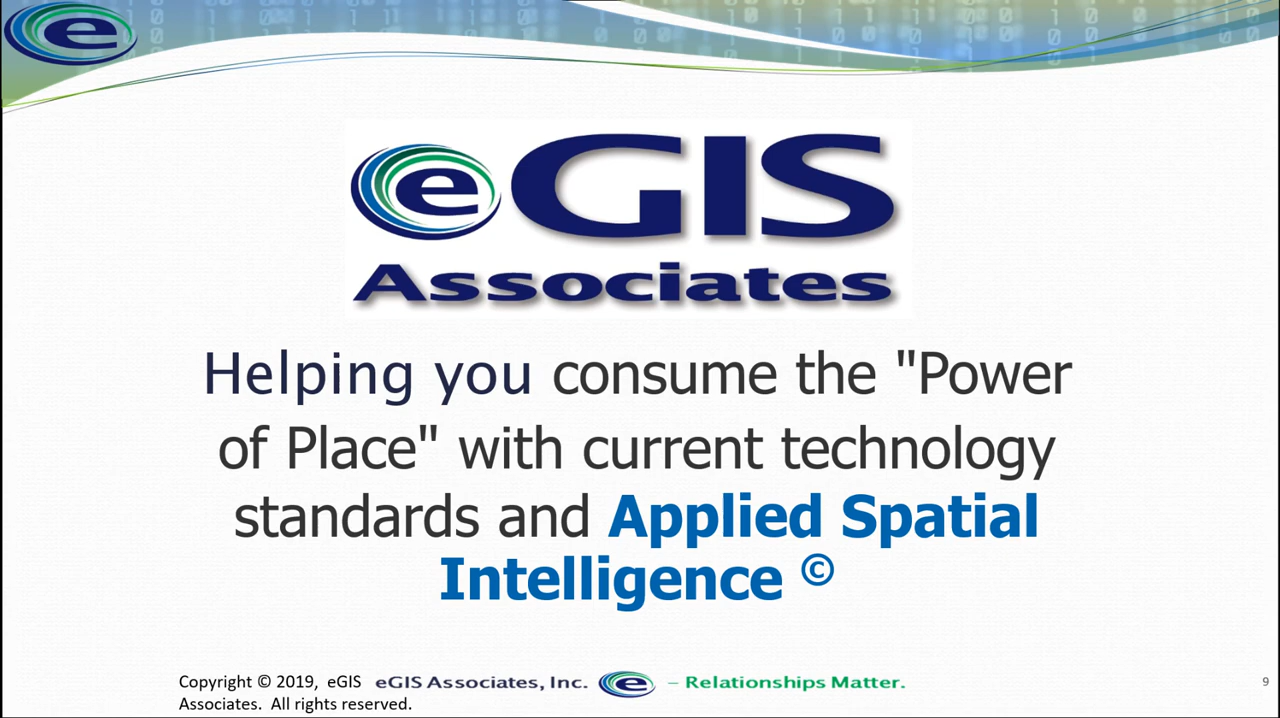 e
eGIS
Associates
Helping you consume the "Power
of Place" with current technology
standards and Applied Spatial
Intelligence ©
Copyright © 2019, eGIS
Associates. All rights reserved.
eGIS Associates, Inc. e – Relationships Matter.
9